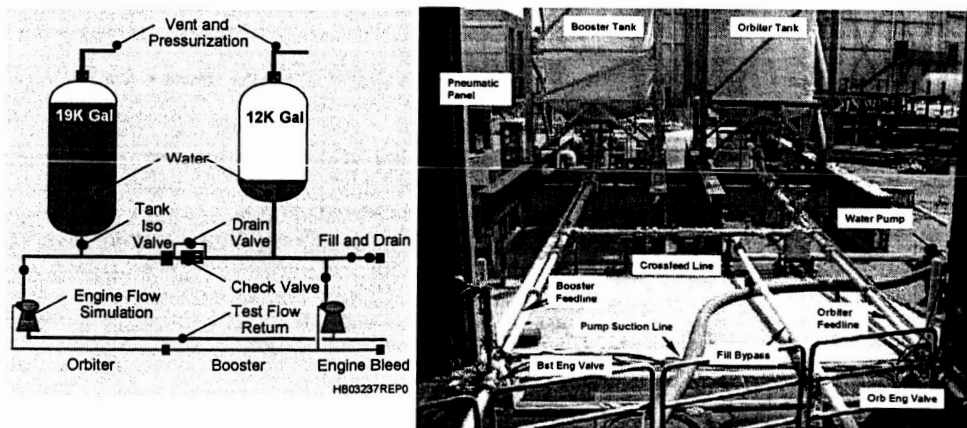 Vent and
Pressurization
19K Gal
12K Gal
Water
Tank
Iso
Valve
Drain
Valve
Fill and Drain
Check Valve
Engine Flow
Simulation
Test Flow
Return
Orbiter
Booster
Engine Bleed
HB03237REP0
Booster Tank
Orbiter Tank
Pneumatic
Panel
Water Pump
Crossfeed Line
Booster
Feedline
Orbiter
Feedline
Pump Suction Line
Fill Bypass
Bst Eng Valve
Orb Eng Valve